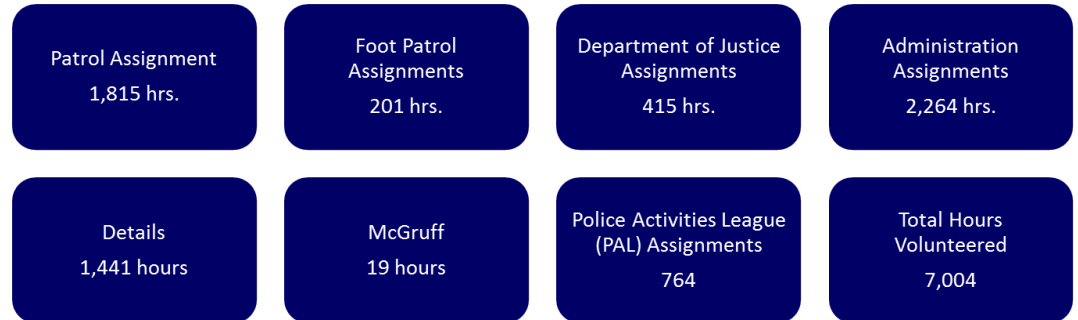 Patrol Assignment
1,815 hrs.
Foot Patrol
Assignments
201 hrs.
Department of Justice
Assignments
415 hrs.
Administration
Assignments
2,264 hrs.
Details
1,441 hours
McGruff
19 hours
Police Activities League
(PAL) Assignments
764
Total Hours
Volunteered
7,004